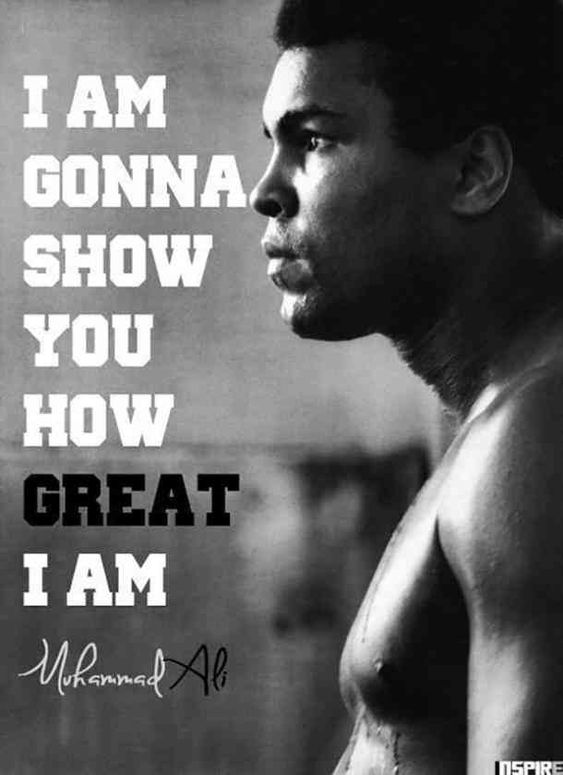 I AM
GONNA
SHOW
YOU
HOW
GREAT
I AM
Muhammad Ali
INSPIRE